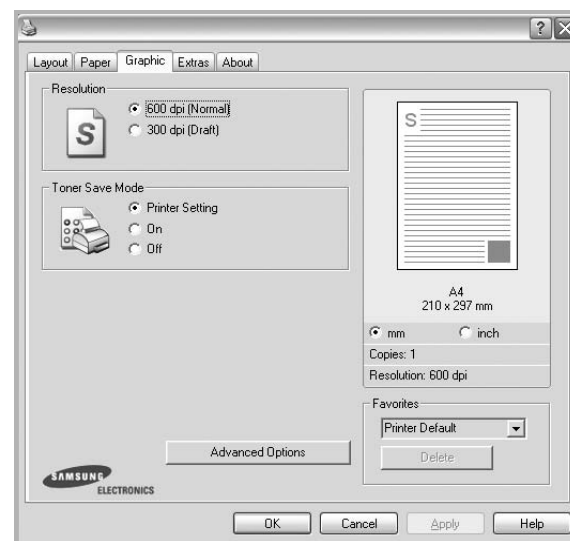 Layout Paper Graphic Extras About
Resolution
600 dpi (Normal)
300 dpi (Draft)
S
Toner Save Mode
Printer Setting
On
Off
Advanced Options
SAMSUNG
ELECTRONICS
S
A4
210 x 297 mm
mm inch
Copies: 1
Resolution: 600 dpi
Favorites
Printer Default
Delete
OK Cancel Apply Help